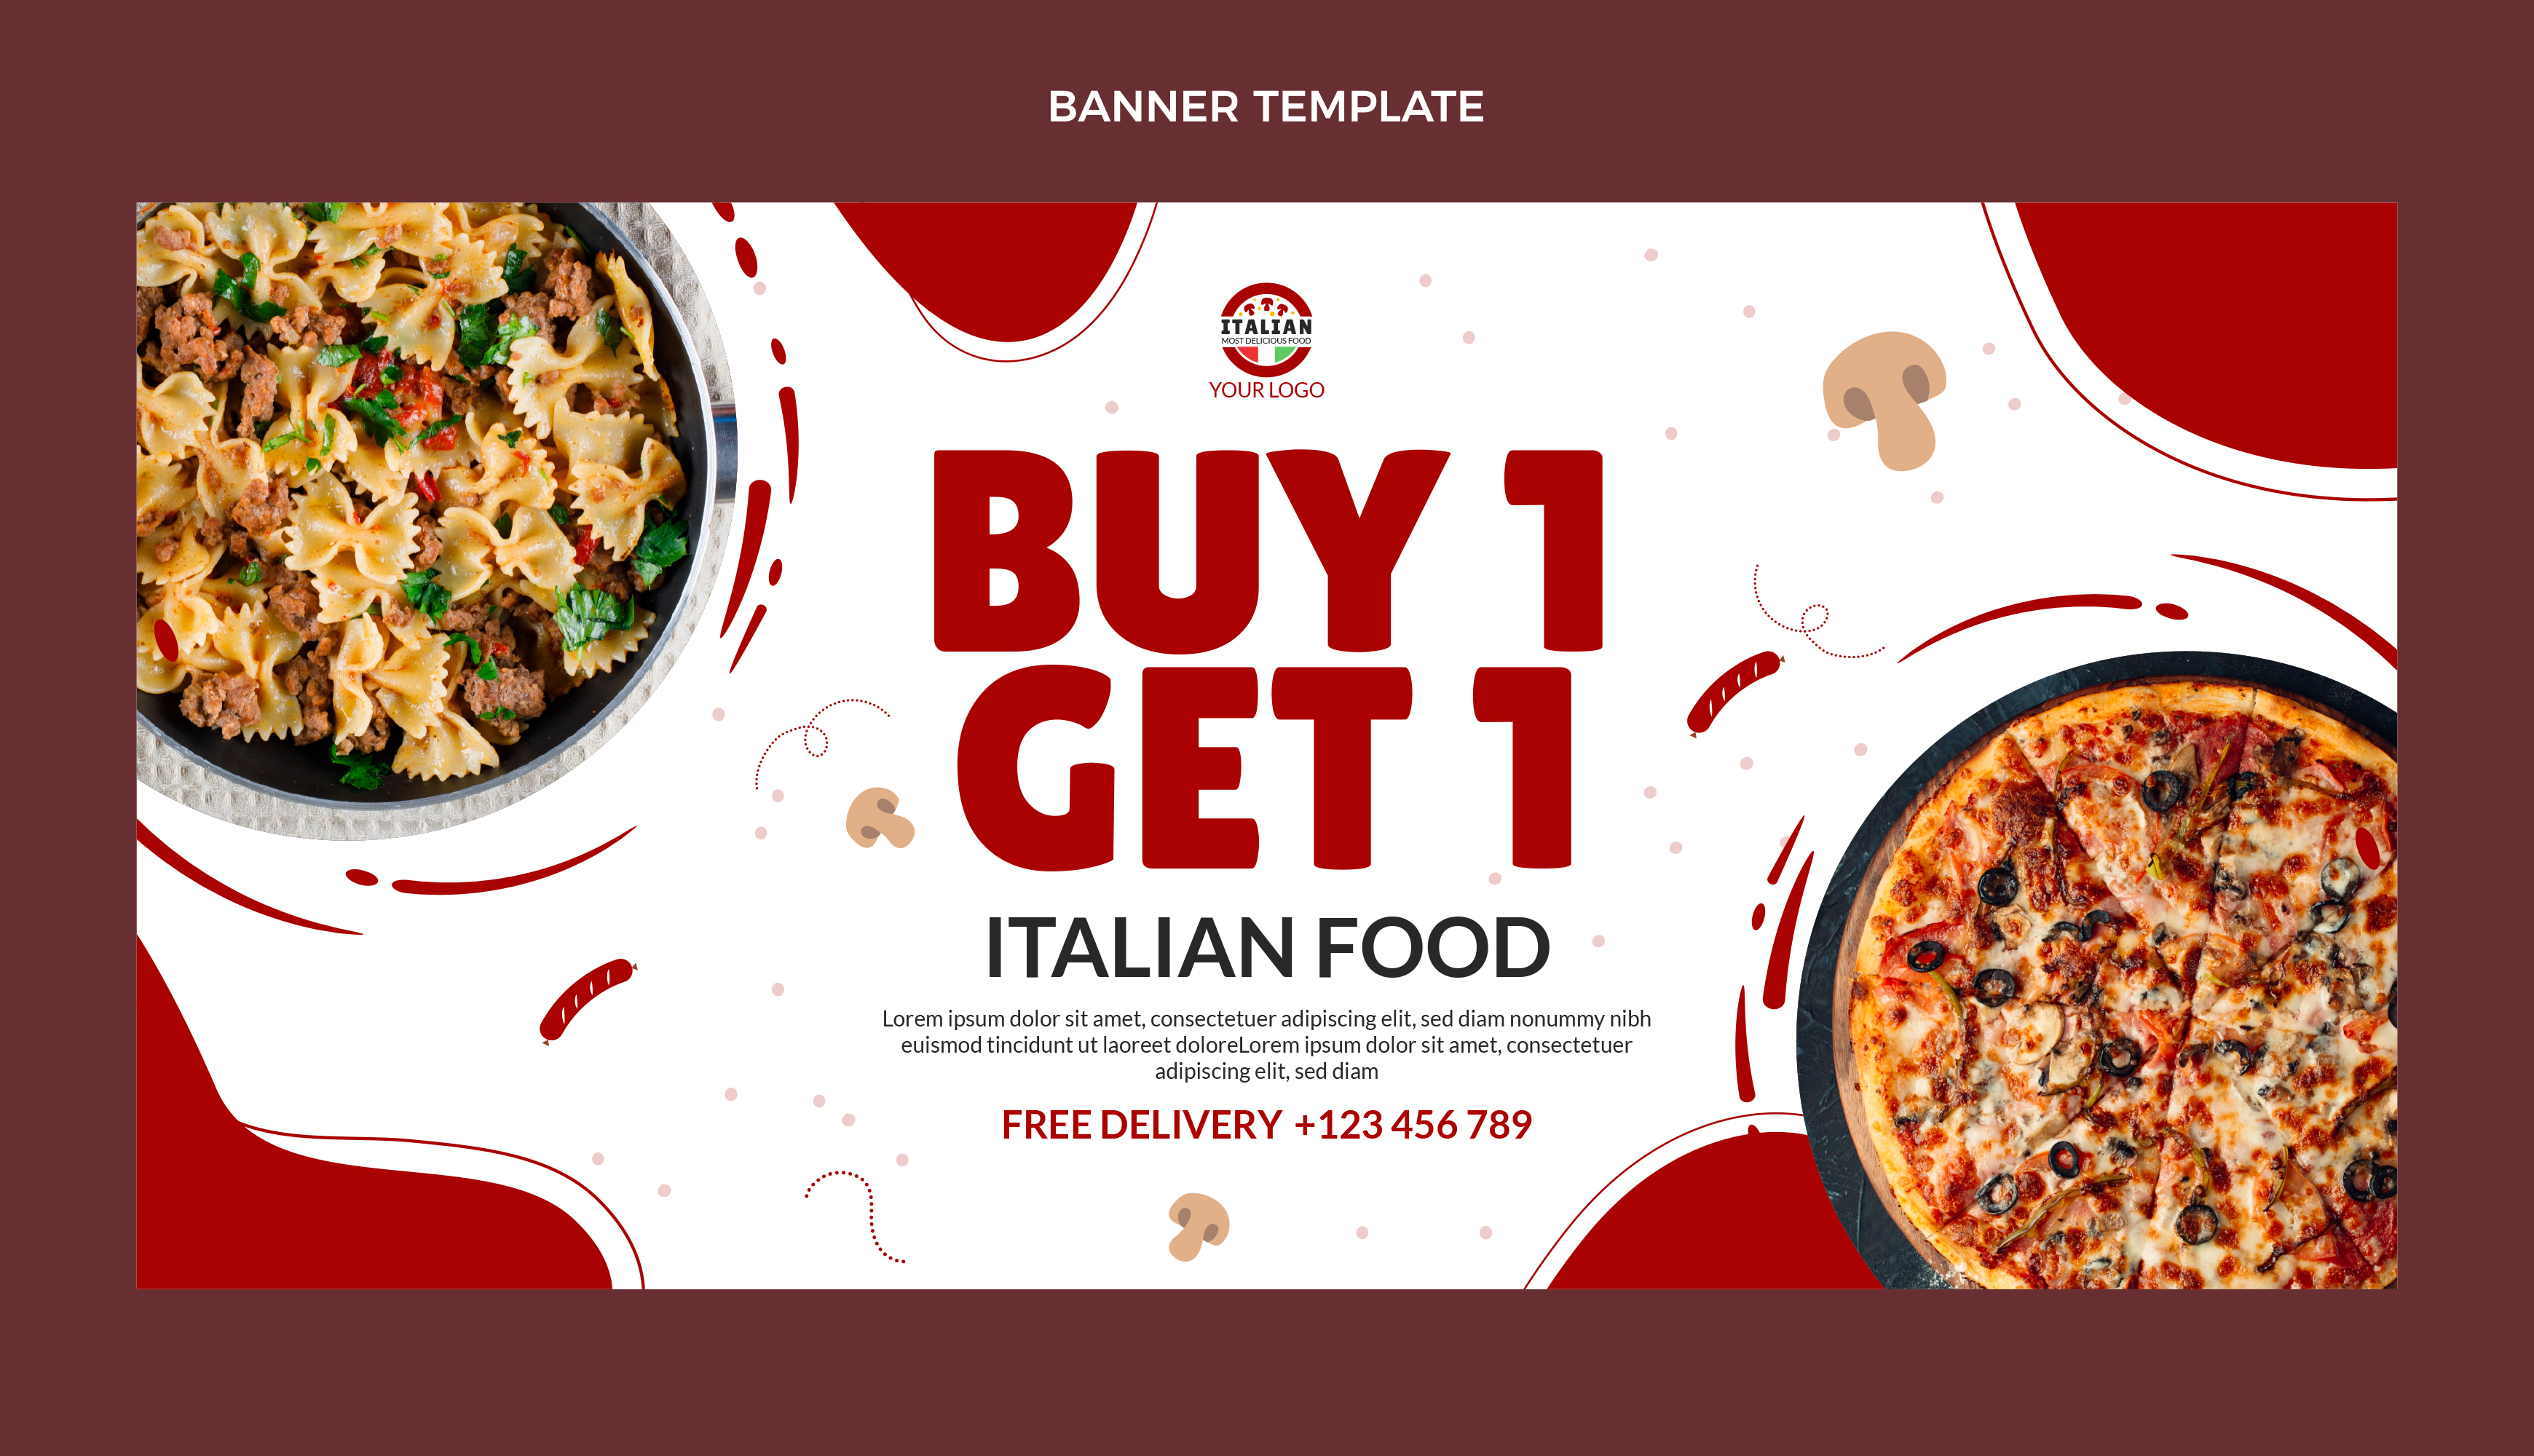 BANNER TEMPLATE
ITALIAN
MOST DELICIOUS FOOD
YOUR LOGO
BUY 1
GET 1
ITALIAN FOOD
Lorem ipsum dolor sit amet, consectetuer adipiscing elit, sed diam nonummy nibh
euismod tincidunt ut laoreet doloreLorem ipsum dolor sit amet, consectetuer
adipiscing elit, sed diam
FREE DELIVERY +123 456 789